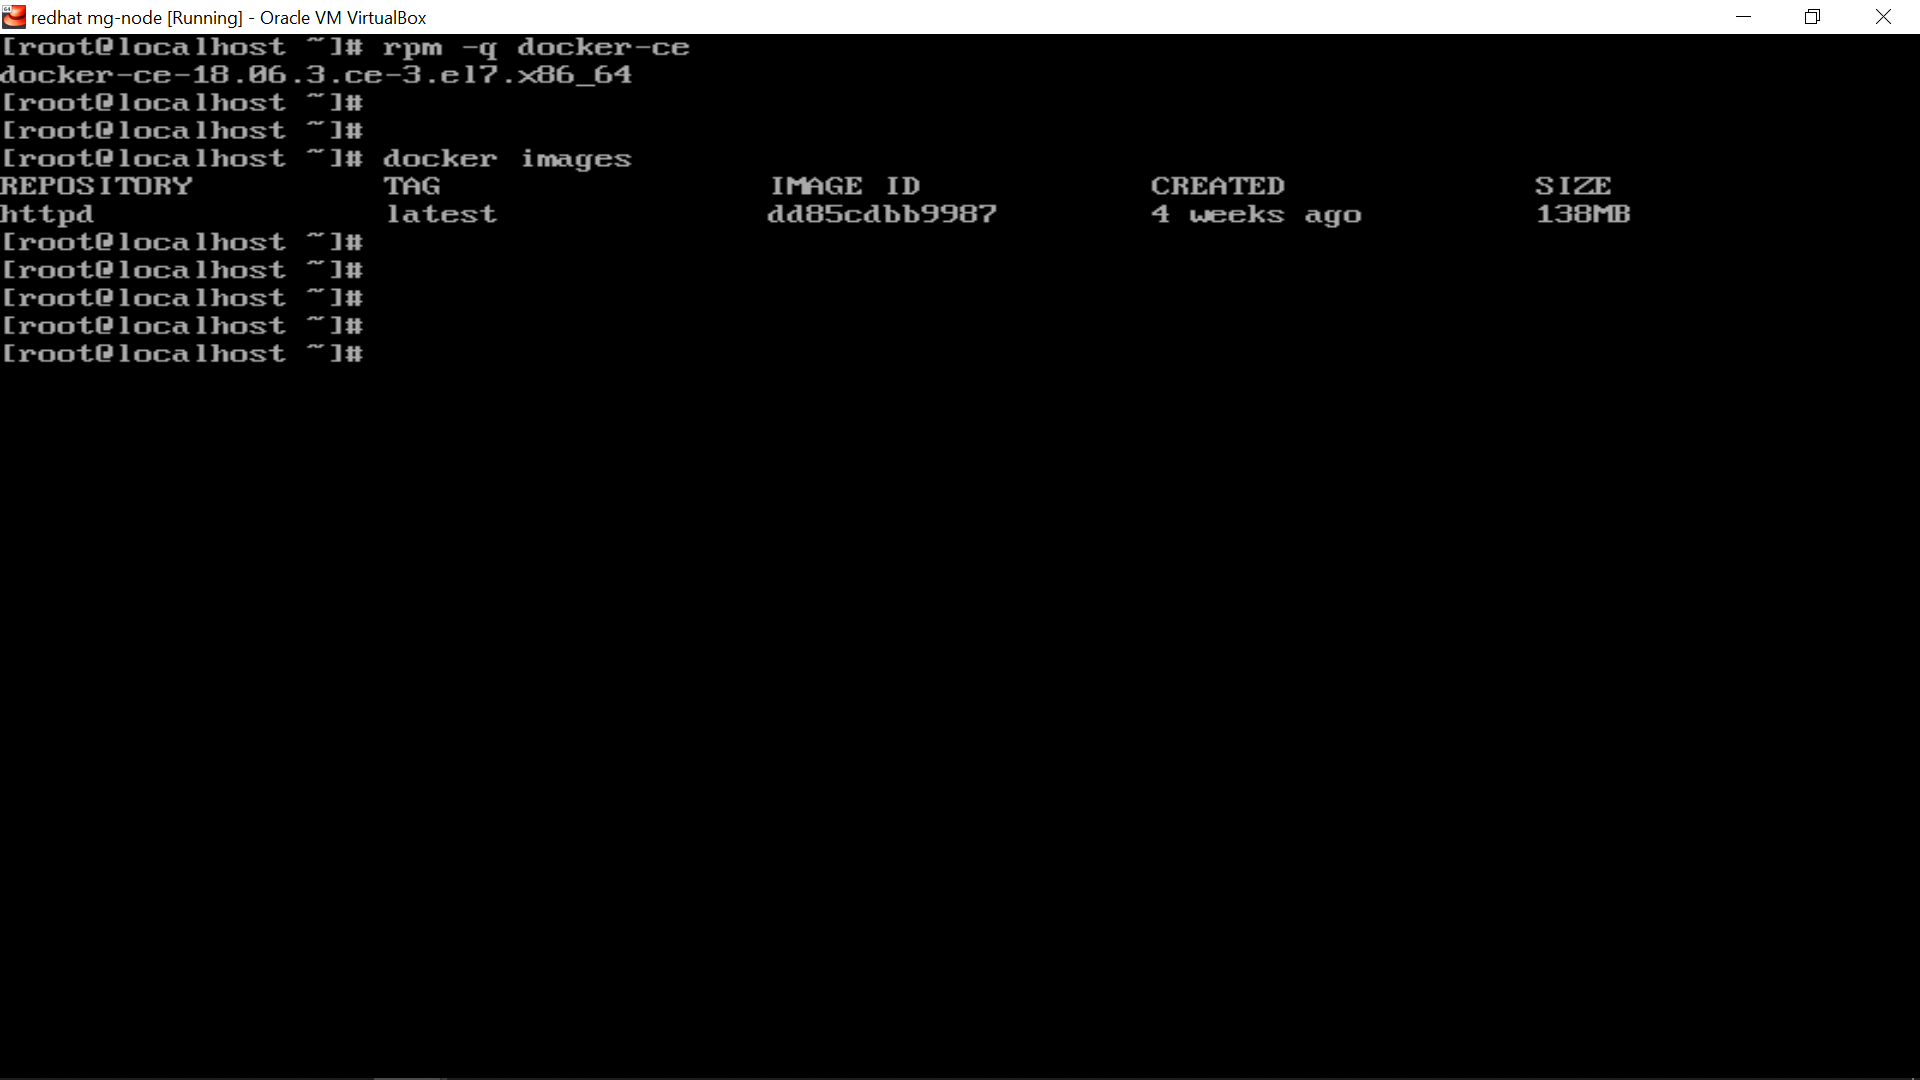 redhat mg-node [Running] - Oracle VM VirtualBox
[root@localhost ~]# rpm -q docker-ce
docker-ce-18.06.3.ce-3.el7.x86_64
[root@localhost ~]#
[root@localhost ~]#
[root@localhost ~]# docker images
REPOSITORY TAG IMAGE ID CREATED SIZE
httpd latest dd85cdbb9987 4 weeks ago 138MB
[root@localhost ~]#
[root@localhost ~]#
[root@localhost ~]#
[root@localhost ~]#
[root@localhost ~]#